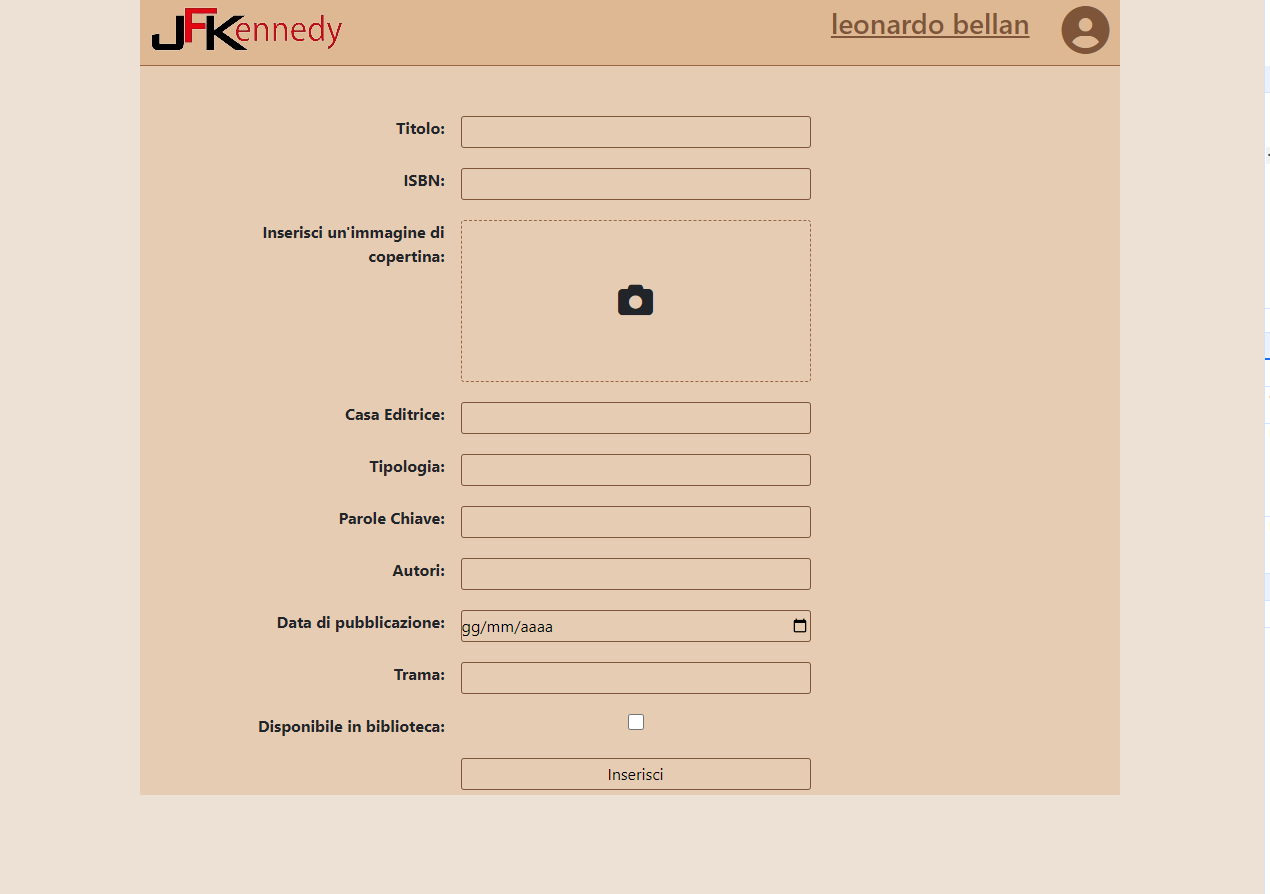 JFKennedy
leonardo bellan
Titolo:
ISBN:
Inserisci un'immagine di
copertina:
Casa Editrice:
Tipologia:
Parole Chiave:
Autori:
Data di pubblicazione:
gg/mm/aaaa
Trama:
Disponibile in biblioteca:
Inserisci